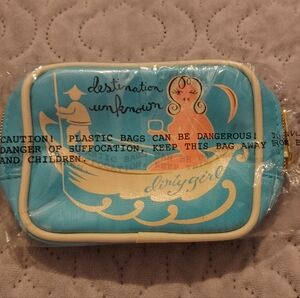 destination
unknown
CAUTION! PLASTIC BAGS CAN BE DANGEROUS!
DANGER OF SUFFOCATION, KEEP THIS BAG AWAY
AND CHILDREN.
dirty girl